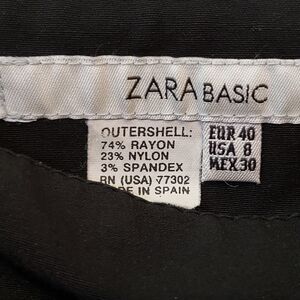 ZARA BASIC
OUTERSHELL:
74% RAYON
23% NYLON
3% SPANDEX
RN (USA) 77302
DE IN SPAIN
EUR 40
USA 8
MEX 30